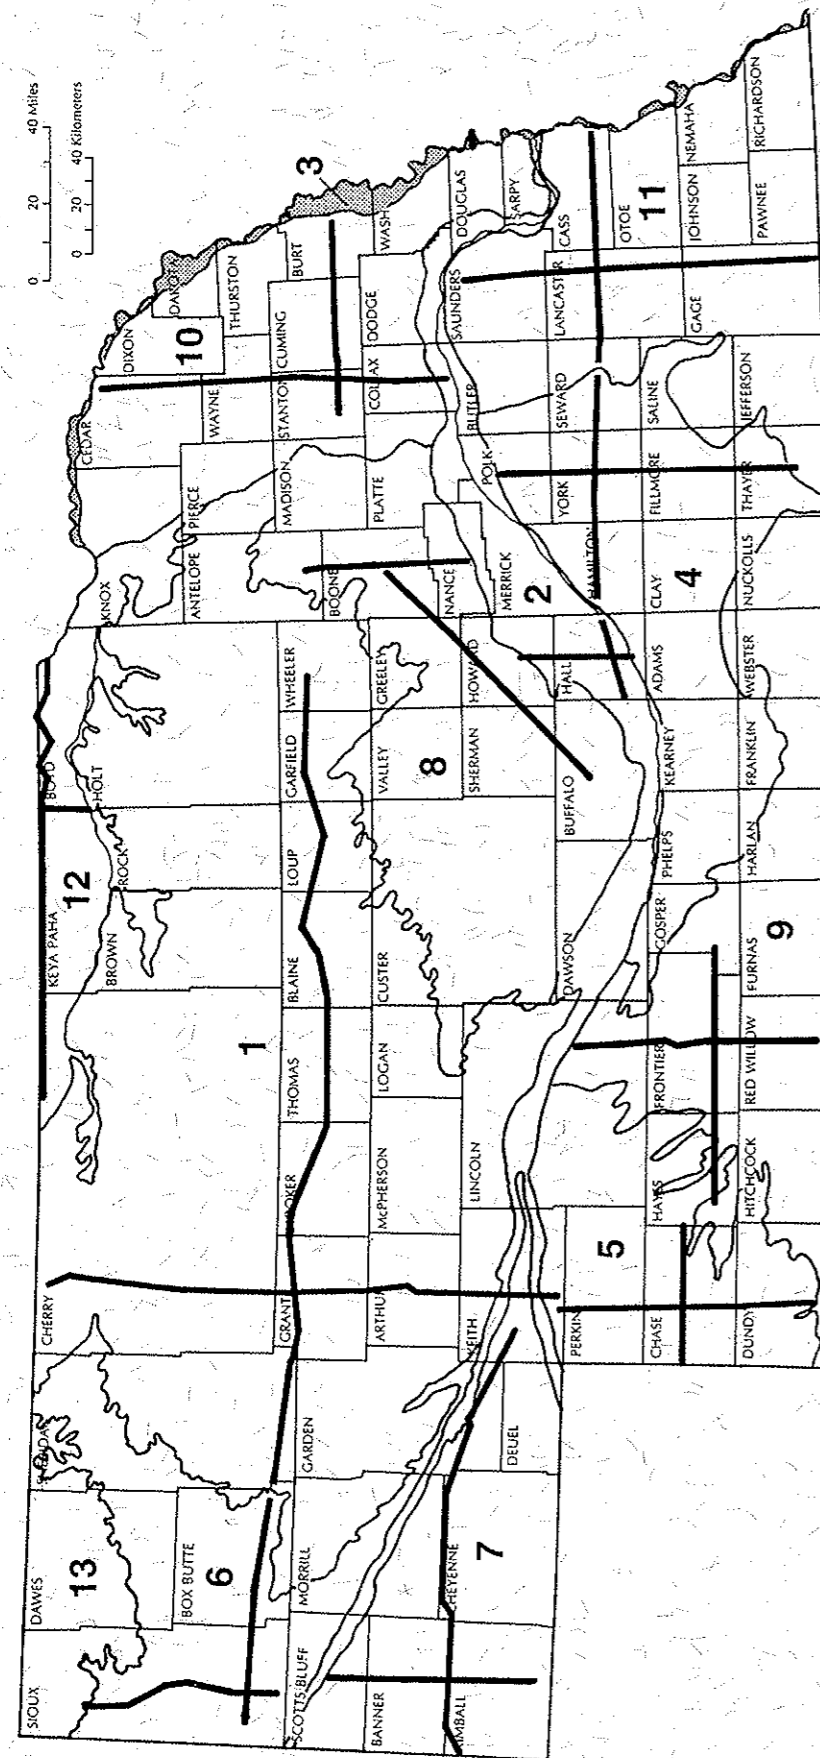 0 20 40 Miles
0 20 40 Kilometers
SIOUX
DAWES
13
CHERRY
KEYA PAHA
12
BOYD
HOLT
BROWN
ROCK
KNOX
CEDAR
DIXON
DAKOTA
10
BOX BUTTE
6
1
ANTELOPE
PIERCE
WAYNE
THURSTON
SCOTTS BLUFF
MORRILL
GARDEN
GRANT
HOOKER
THOMAS
BLAINE
LOUP
GARFIELD
WHEELER
BOONE
MADISON
STANTON
CUMING
BURT
3
BANNER
ARTHUR
McPHERSON
LOGAN
CUSTER
VALLEY
GREELEY
8
PLATTE
COLFAX
DODGE
WASH
KIMBALL
CHEYENNE
7
DEUEL
KEITH
LINCOLN
SHERMAN
HOWARD
NANCE
MERRICK
2
POLK
BUTLER
SAUNDERS
DOUGLAS
SARPY
PERKINS
5
DAWSON
BUFFALO
HALL
HAMILTON
YORK
SEWARD
LANCASTER
CASS
OTOE
11
CHASE
HAYES
FRONTIER
GOSPER
PHELPS
KEARNEY
ADAMS
CLAY
4
FILLMORE
SALINE
GAGE
JOHNSON
NEMAHA
DUNDY
HITCHCOCK
RED WILLOW
FURNAS
9
HARLAN
FRANKLIN
WEBSTER
NUCKOLLS
THAYER
JEFFERSON
PAWNEE
RICHARDSON